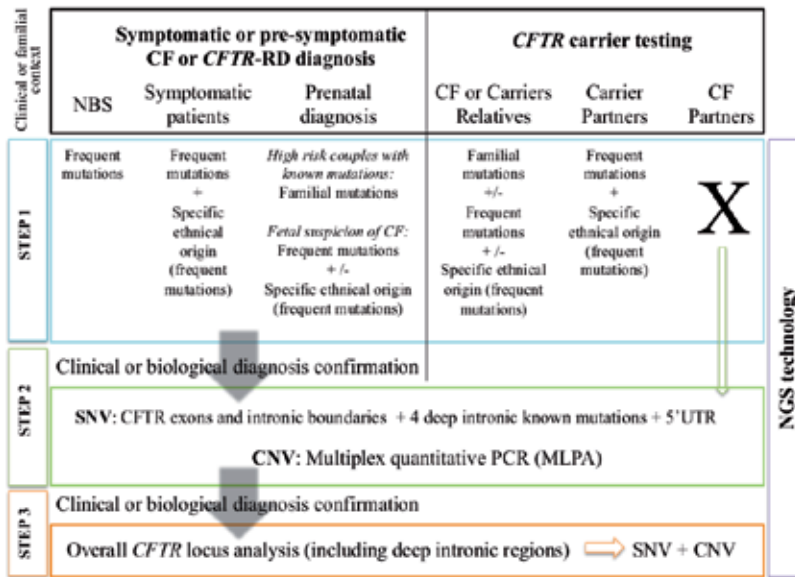 Clinical or familial
context
Symptomatic or pre-symptomatic
CF or CFTR-RD diagnosis
CFTR carrier testing
NBS
Symptomatic
patients
Prenatal
diagnosis
CF or Carriers
Relatives
Carrier
Partners
CF
Partners
STEP 1
Frequent
mutations
Frequent
mutations
+
Specific
ethnical
origin
(frequent
mutations)
High risk couples with
known mutations:
Familial mutations
Fetal suspicion of CF:
Frequent mutations
+/-
Specific ethnical origin
(frequent mutations)
Familial
mutations
+/-
Frequent
mutations
+/-
Specific ethnical
origin (frequent
mutations)
Frequent
mutations
+
Specific
ethnical origin
(frequent
mutations)
X
STEP 2
Clinical or biological diagnosis confirmation
SNV: CFTR exons and intronic boundaries + 4 deep intronic known mutations + 5'UTR
CNV: Multiplex quantitative PCR (MLPA)
STEP 3
Clinical or biological diagnosis confirmation
Overall CFTR locus analysis (including deep intronic regions) SNV + CNV
NGS technology